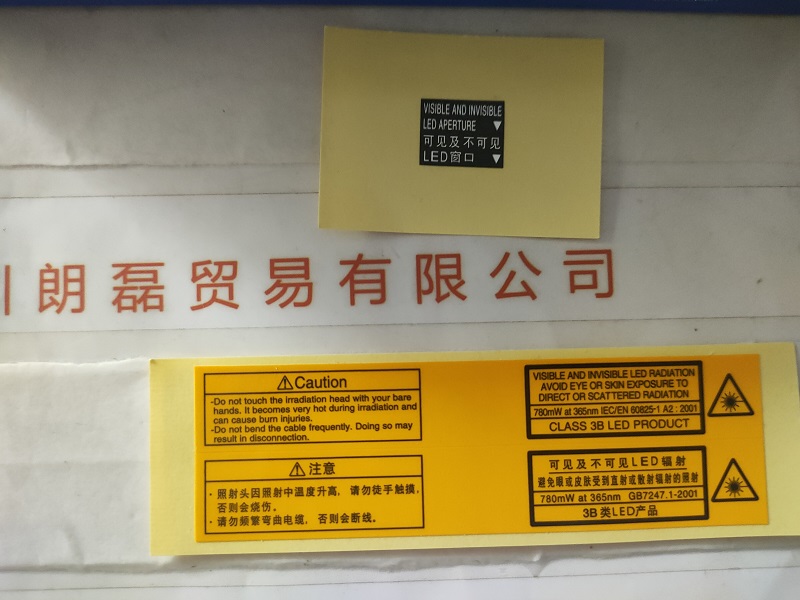 VISIBLE AND INVISIBLE
LED APERTURE ▼
可见及不可见
LED窗口 ▼
朗磊贸易有限公司
Caution
-Do not touch the irradiation head with your bare
hands. It becomes very hot during irradiation and
can cause burn injuries.
-Do not bend the cable frequently. Doing so may
result in disconnection.
注意
·照射头因照射中温度升高，请勿徒手触摸，
否则会烧伤。
·请勿频繁弯曲电缆，否则会断线。
VISIBLE AND INVISIBLE LED RADIATION
AVOID EYE OR SKIN EXPOSURE TO
DIRECT OR SCATTERED RADIATION
780mW at 365nm IEC/EN 60825-1 A2 : 2001
CLASS 3B LED PRODUCT
可见及不可见LED辐射
避免眼或皮肤受到直射或散射辐射的照射
780mW at 365nm GB7247.1-2001
3B 类LED产品